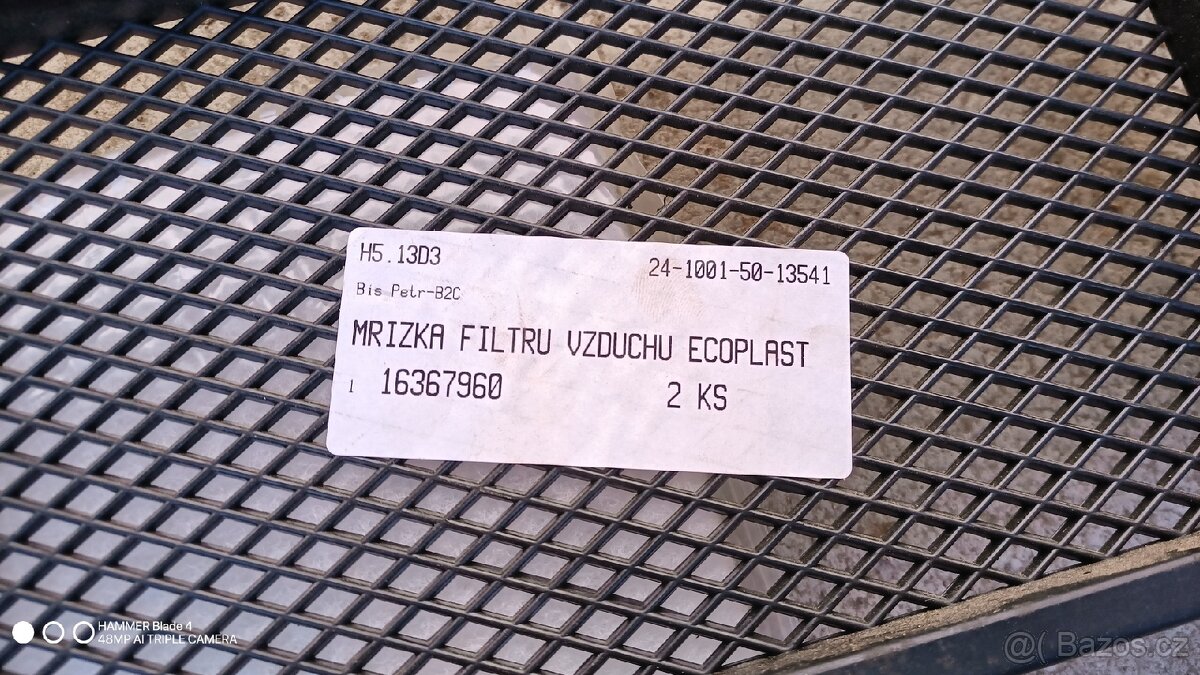 H5.13D3
24-1001-50-13541
Bis Petr-B2C
MRIZKA FILTRU VZDUCHU ECOPLAST
1 16367960 2 KS
HAMMER Blade 4
48MP AI TRIPLE CAMERA
@( Bazos.cz